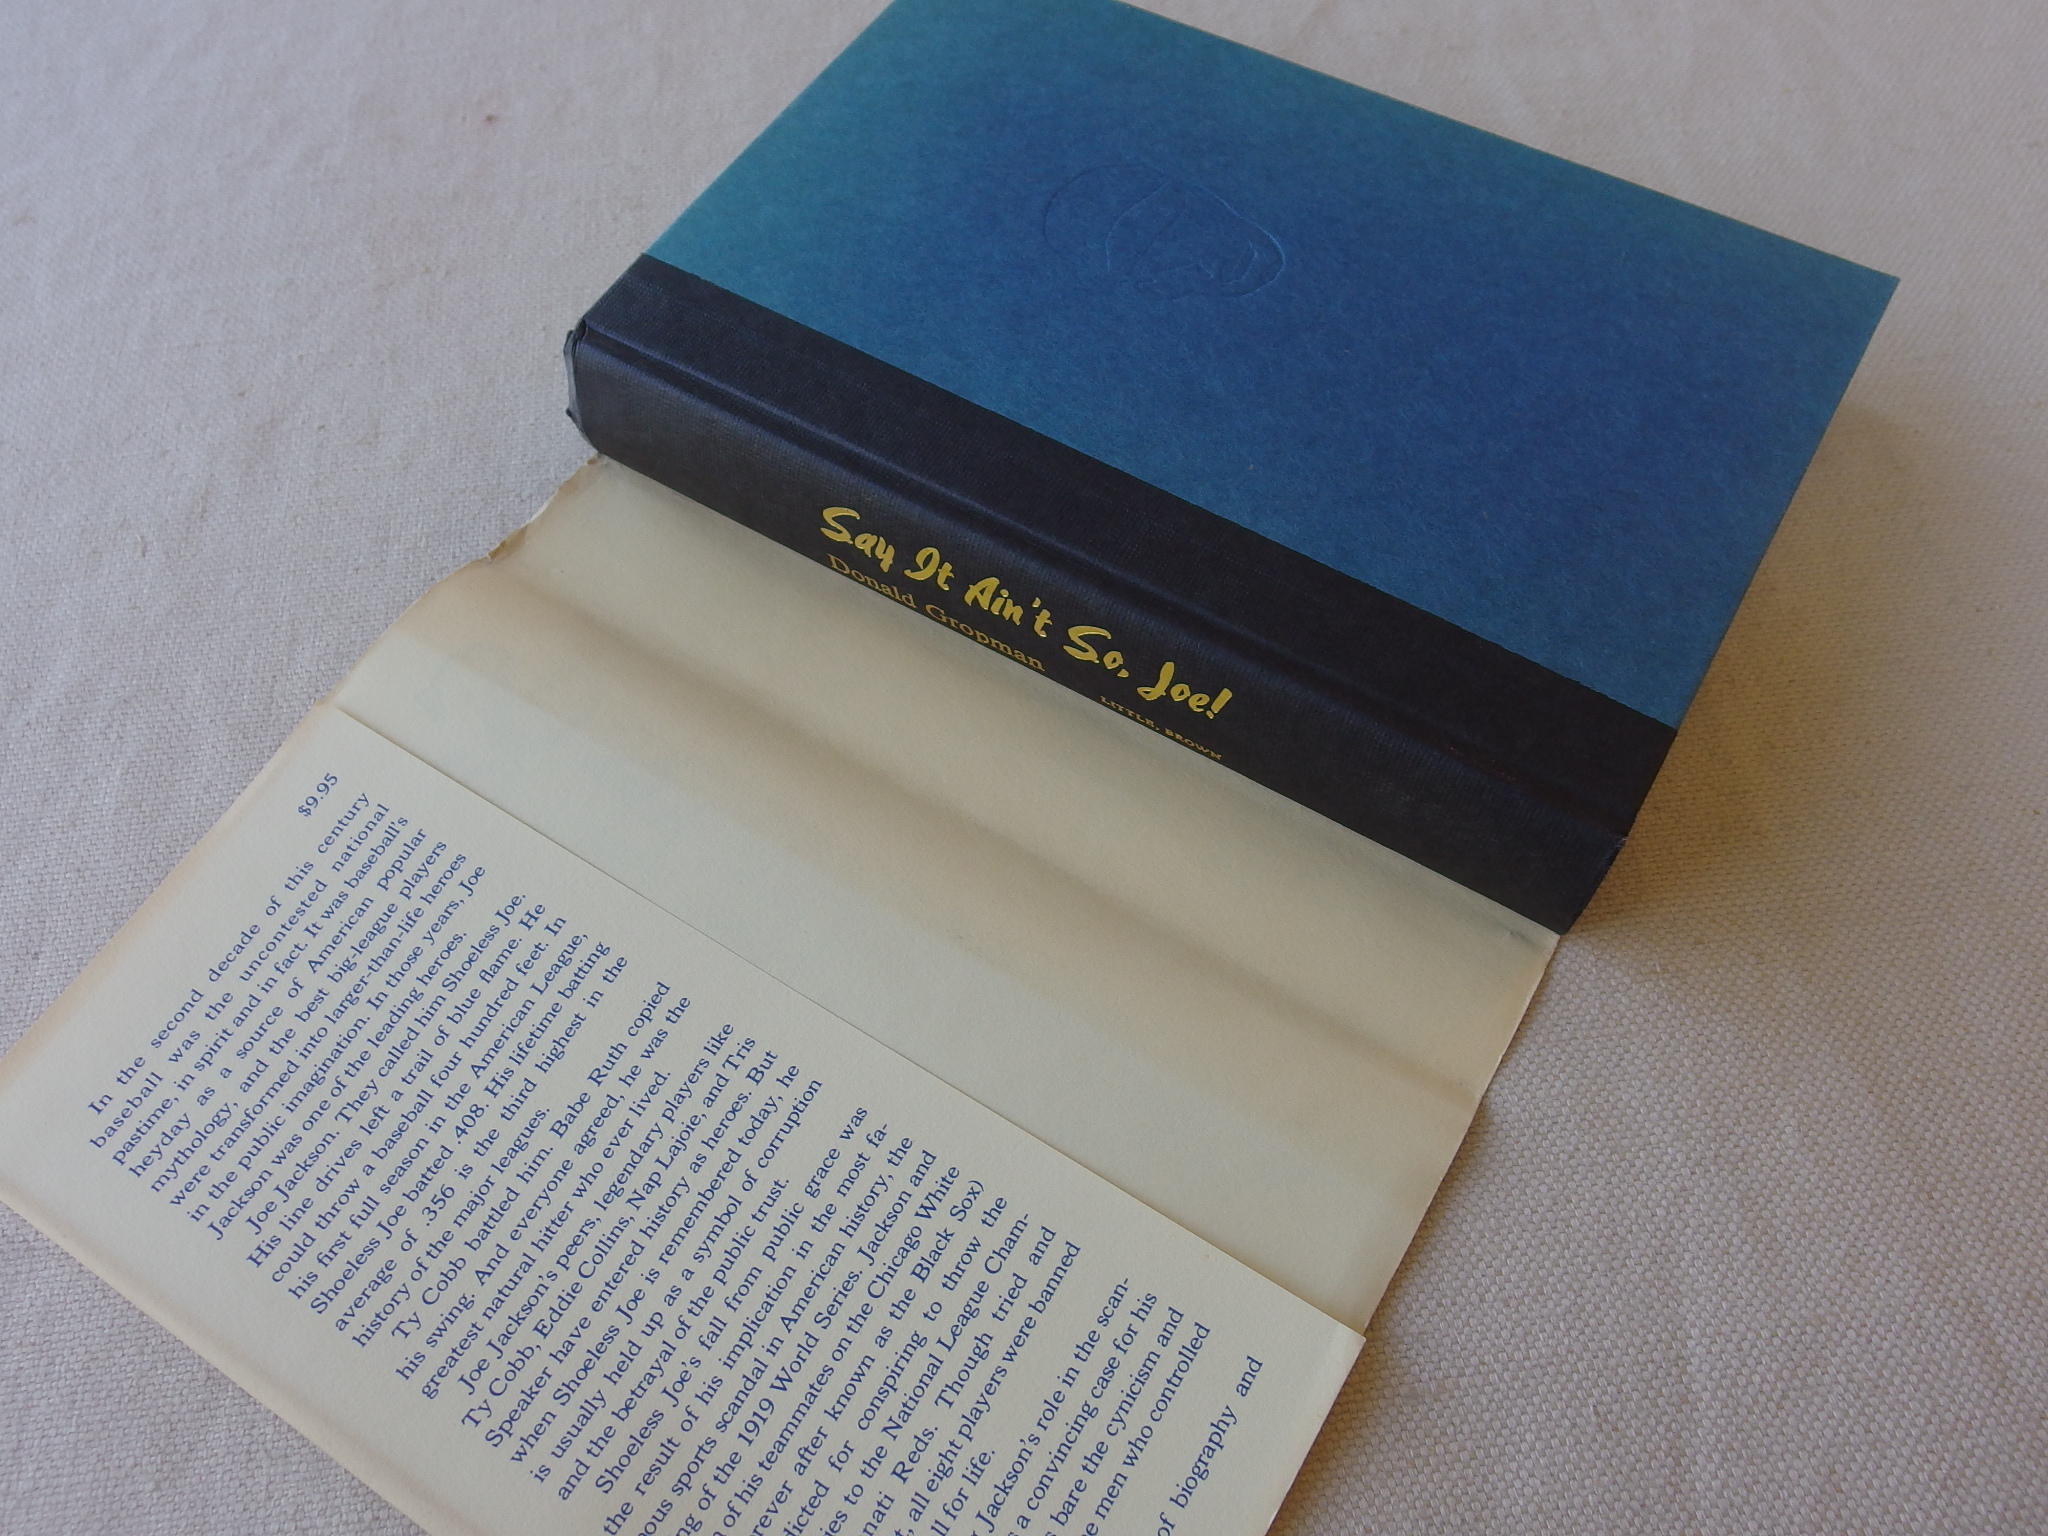 Say It Ain't So, Joe!
Donald Gropman
LITTLE, BROWN
$9.95
In the second decade of this century
baseball was the uncontested national
pastime, in spirit and in fact. It was baseball's
heyday as a source of American popular
mythology, and the best big-league players
were transformed into larger-than-life heroes
in the public imagination. In those years, Joe
Jackson was one of the leading heroes.
Joe Jackson. They called him Shoeless Joe.
His line drives left a trail of blue flame. He
could throw a baseball four hundred feet. In
his first full season in the American League,
Shoeless Joe batted .408. His lifetime batting
average of .356 is the third highest in the
history of the major leagues.
Ty Cobb battled him. Babe Ruth copied
his swing. And everyone agreed, he was the
greatest natural hitter who ever lived.
Joe Jackson's peers, legendary players like
Ty Cobb, Eddie Collins, Nap Lajoie, and Tris
Speaker have entered history as heroes. But
when Shoeless Joe is remembered today, he
is usually held up as a symbol of corruption
and the betrayal of the public trust.
Shoeless Joe's fall from public grace was
the result of his implication in the most fa-
sports scandal in American history, the
of the 1919 World Series. Jackson and
of his teammates on the Chicago White
after known as the Black Sox)
for conspiring to throw the
to the National League Cham-
Reds. Though tried and
all eight players were banned
for life.
Jackson's role in the scan-
a convincing case for his
bare the cynicism and
men who controlled
of biography and